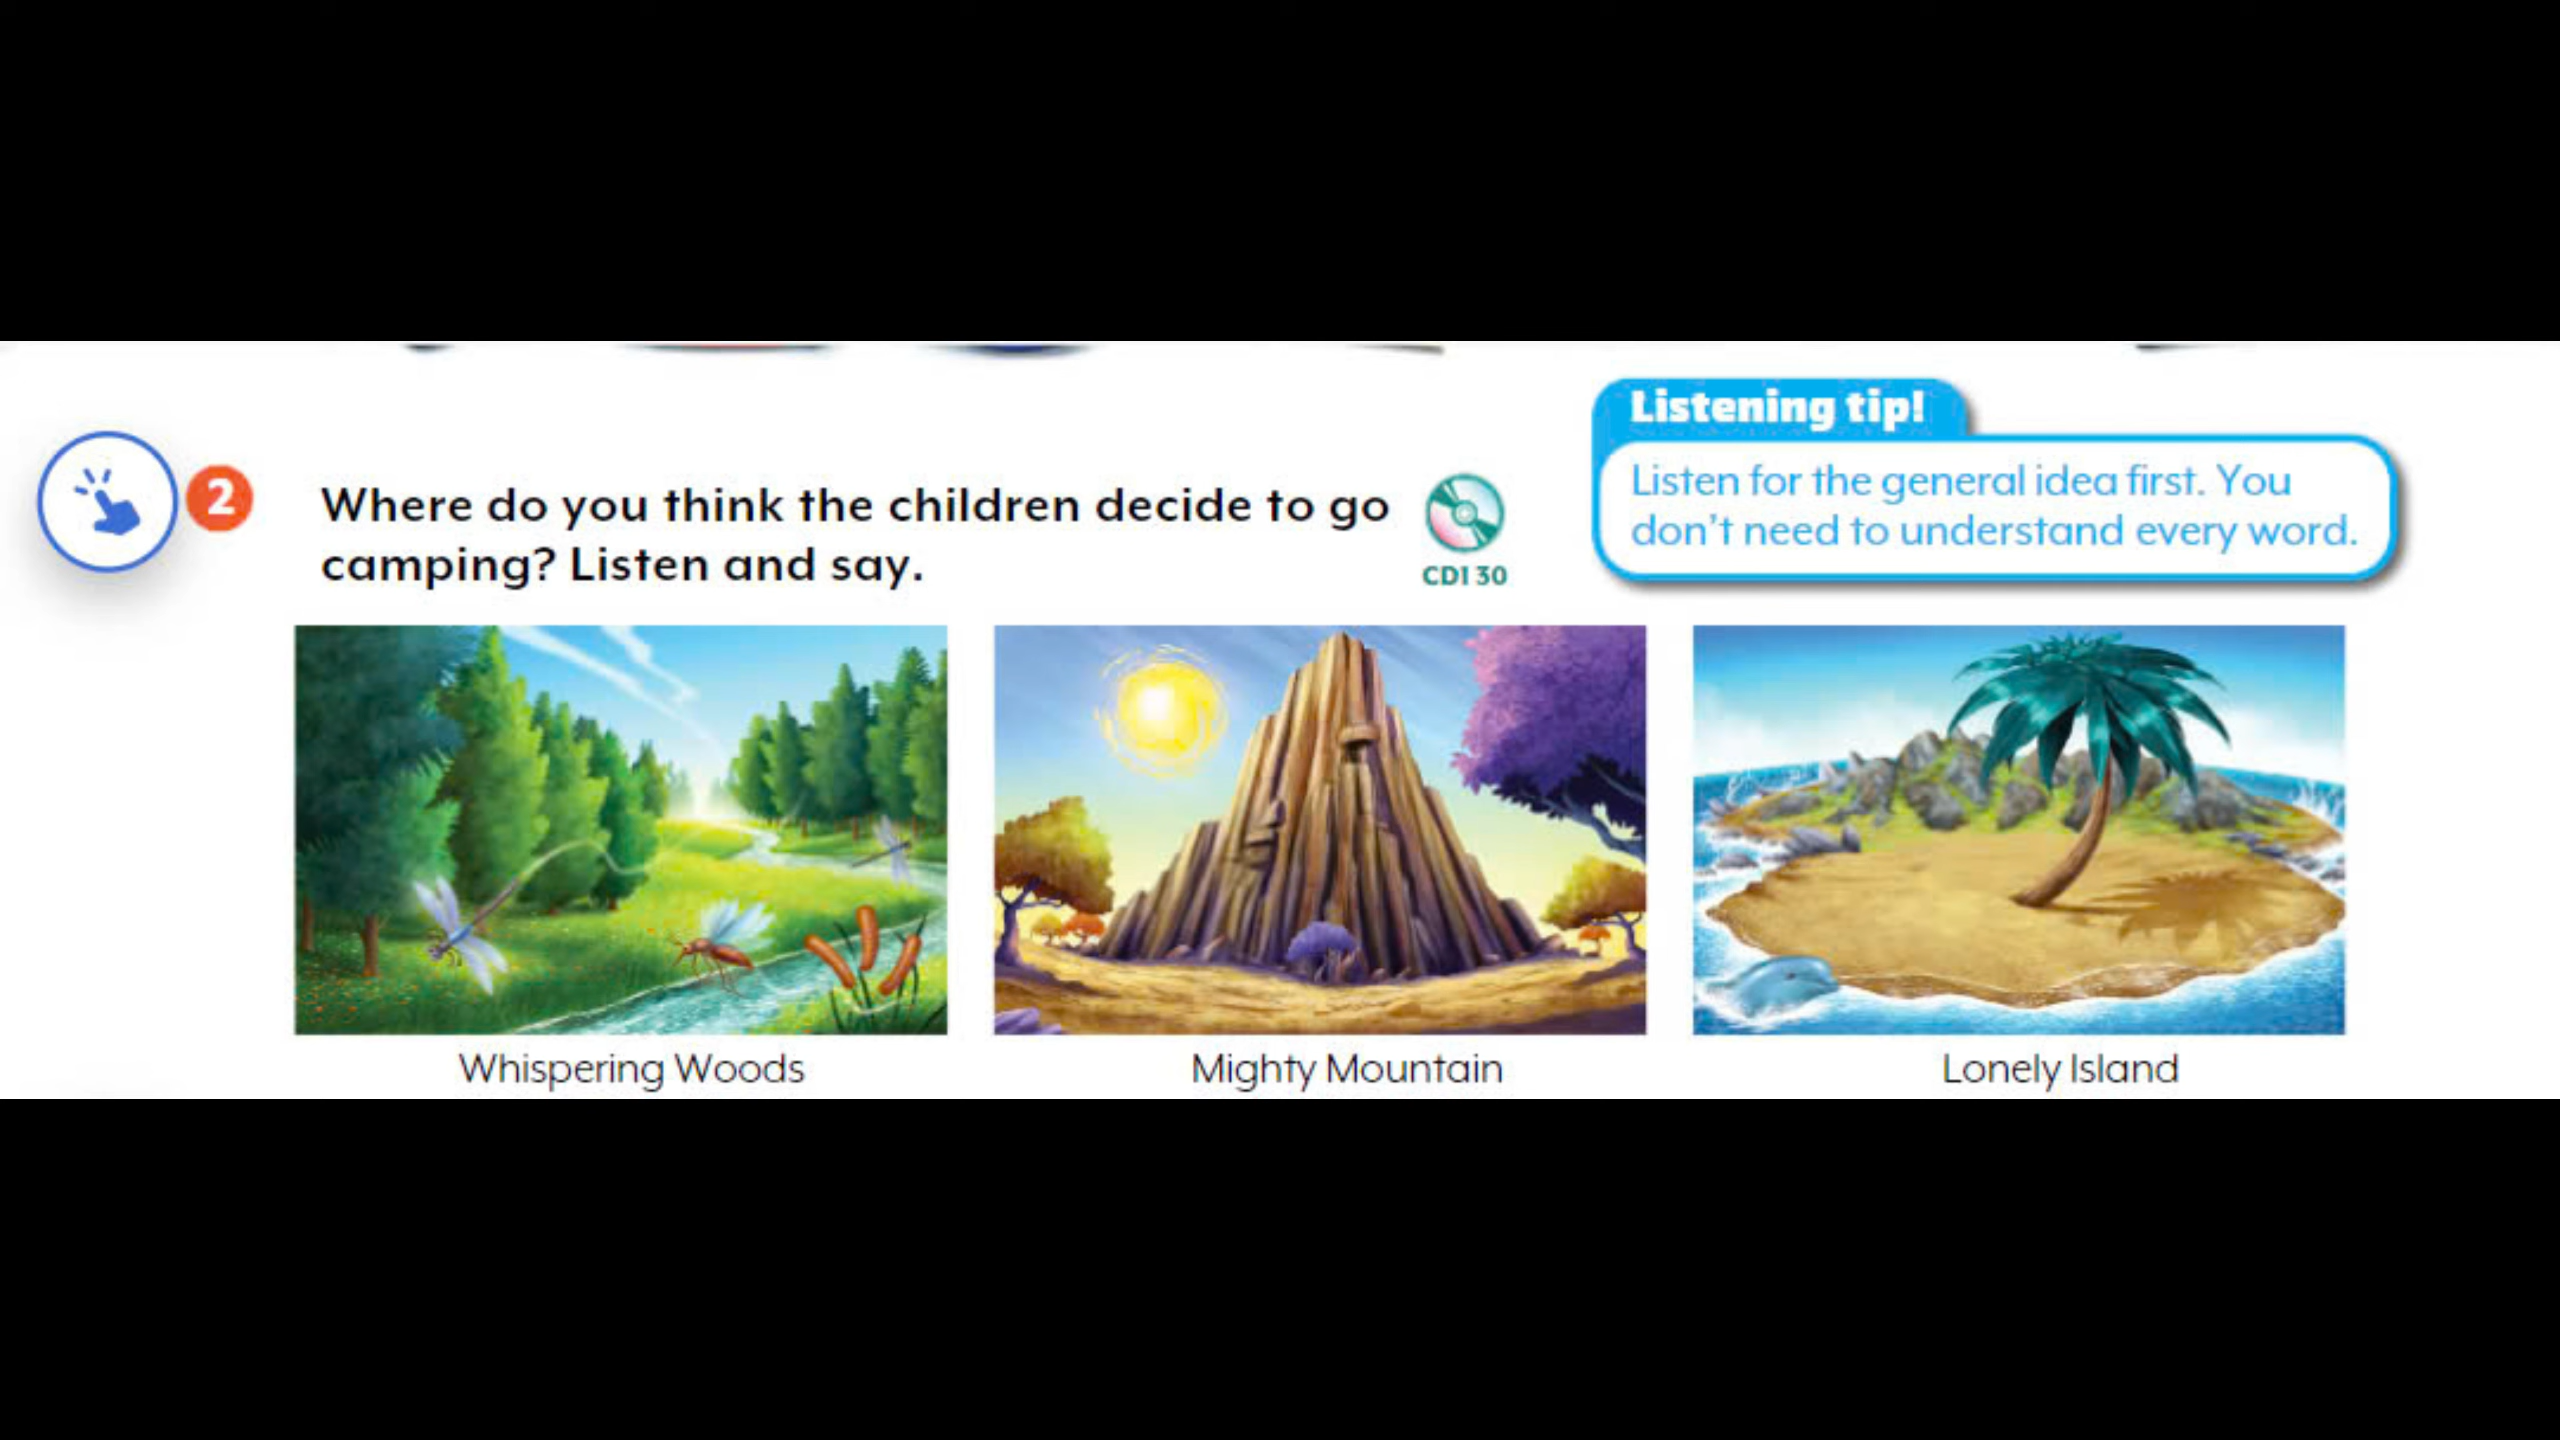 Listening tip!
Listen for the general idea first. You
don't need to understand every word.
2
Where do you think the children decide to go
camping? Listen and say.
CD1 30
Whispering Woods
Mighty Mountain
Lonely Island